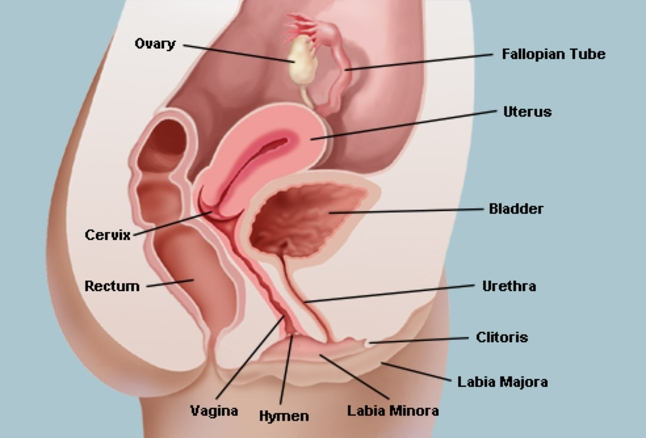 Ovary
Fallopian Tube
Uterus
Bladder
Cervix
Rectum
Urethra
Clitoris
Labia Majora
Vagina
Hymen
Labia Minora